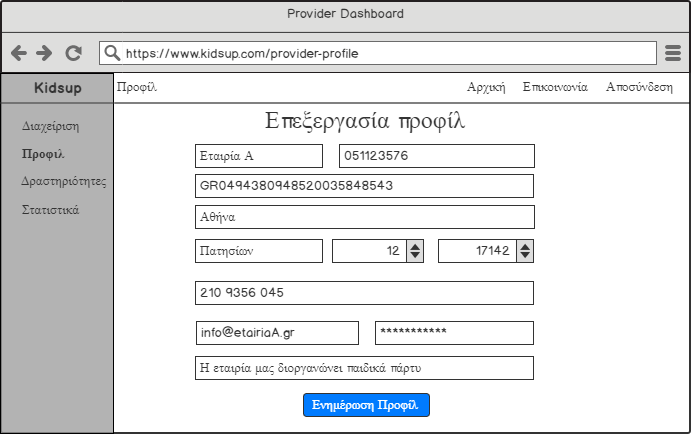 Provider Dashboard
https://www.kidsup.com/provider-profile
Kidsup
Προφίλ Αρχική Επικοινωνία Αποσύνδεση
Διαχείριση
Προφιλ
Δραστηριότητες
Στατιστικά
Επεξεργασία προφίλ
Εταιρία Α 051123576
GR0494380948520035848543
Αθήνα
Πατησίων 12 17142
210 9356 045
info@etairiaA.gr ***********
Η εταιρία μας διοργανώνει παιδικά πάρτυ
Ενημέρωση Προφίλ